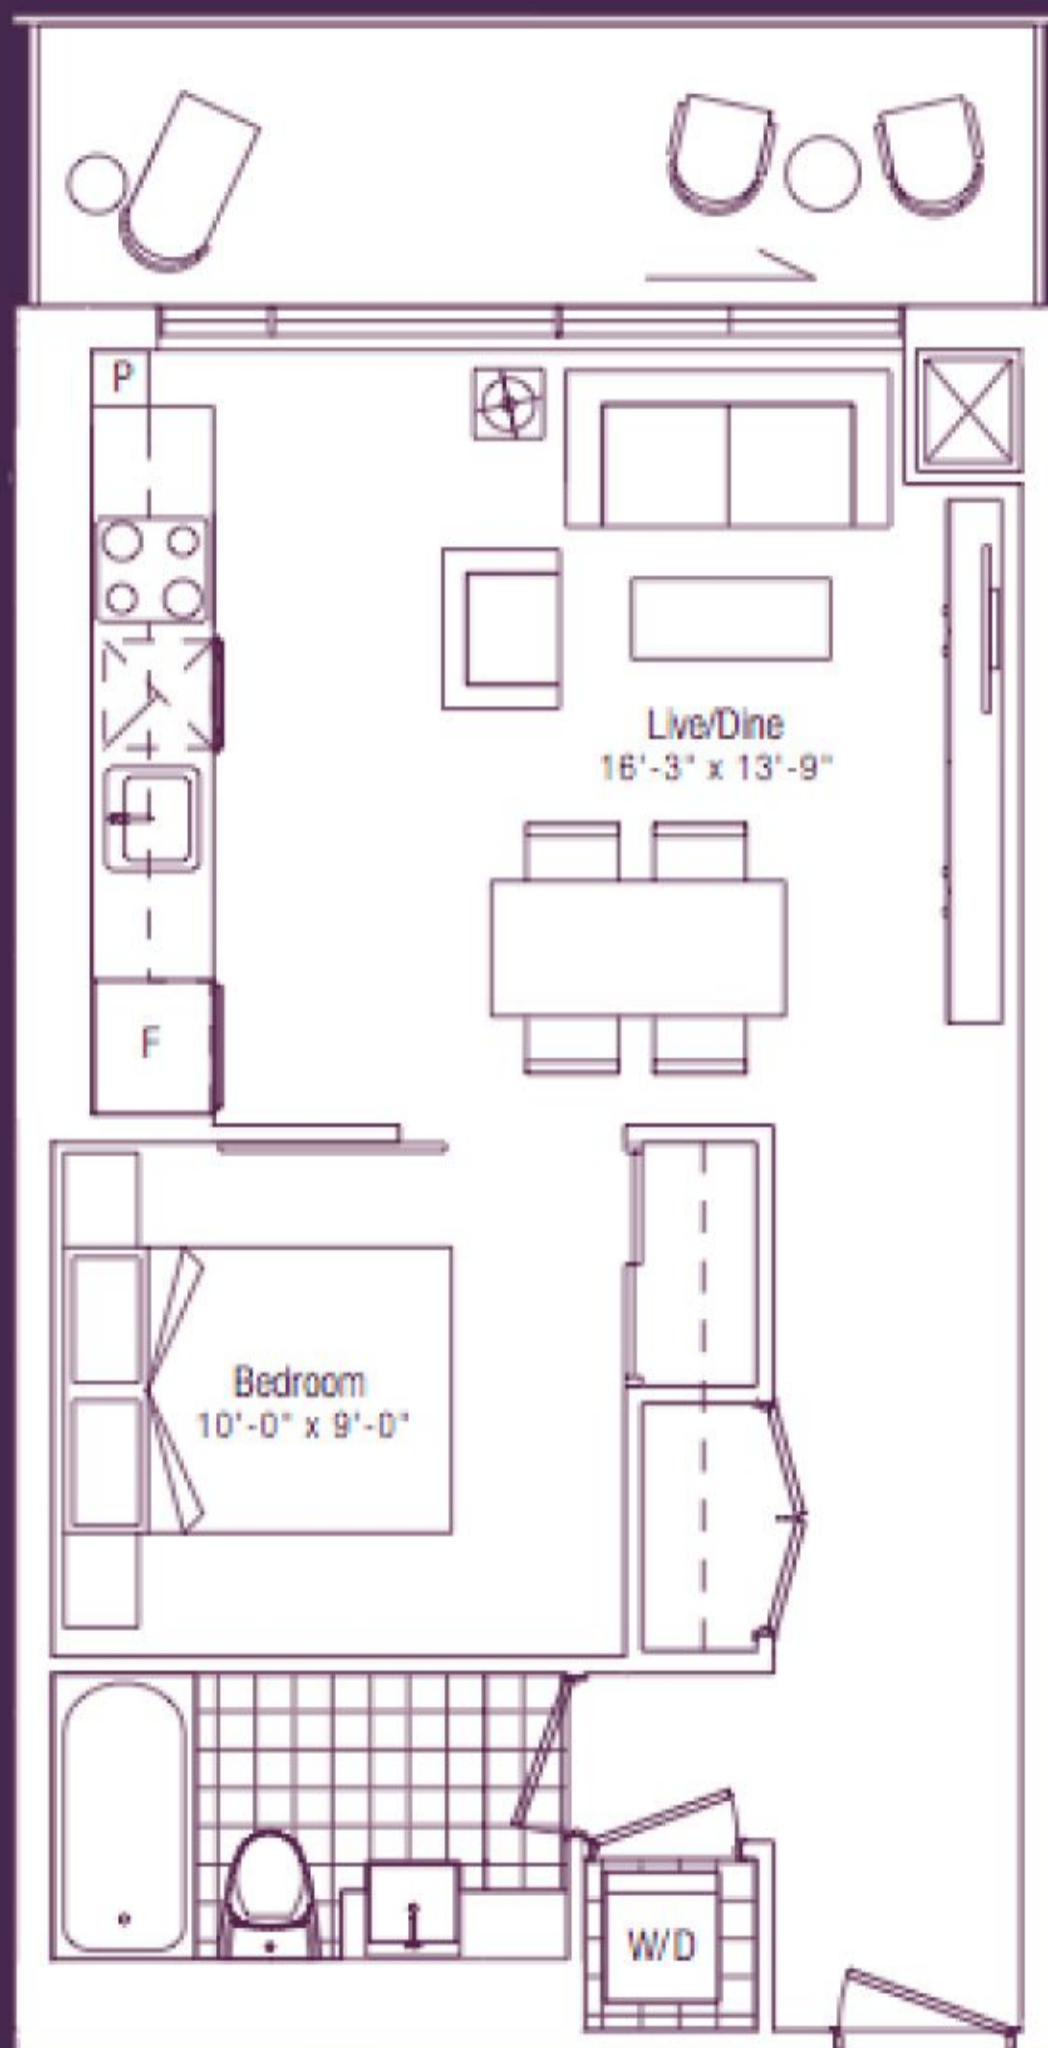 P
Live/Dine
16'-3" x 13'-9"
F
Bedroom
10'-0" x 9'-0"
W/D